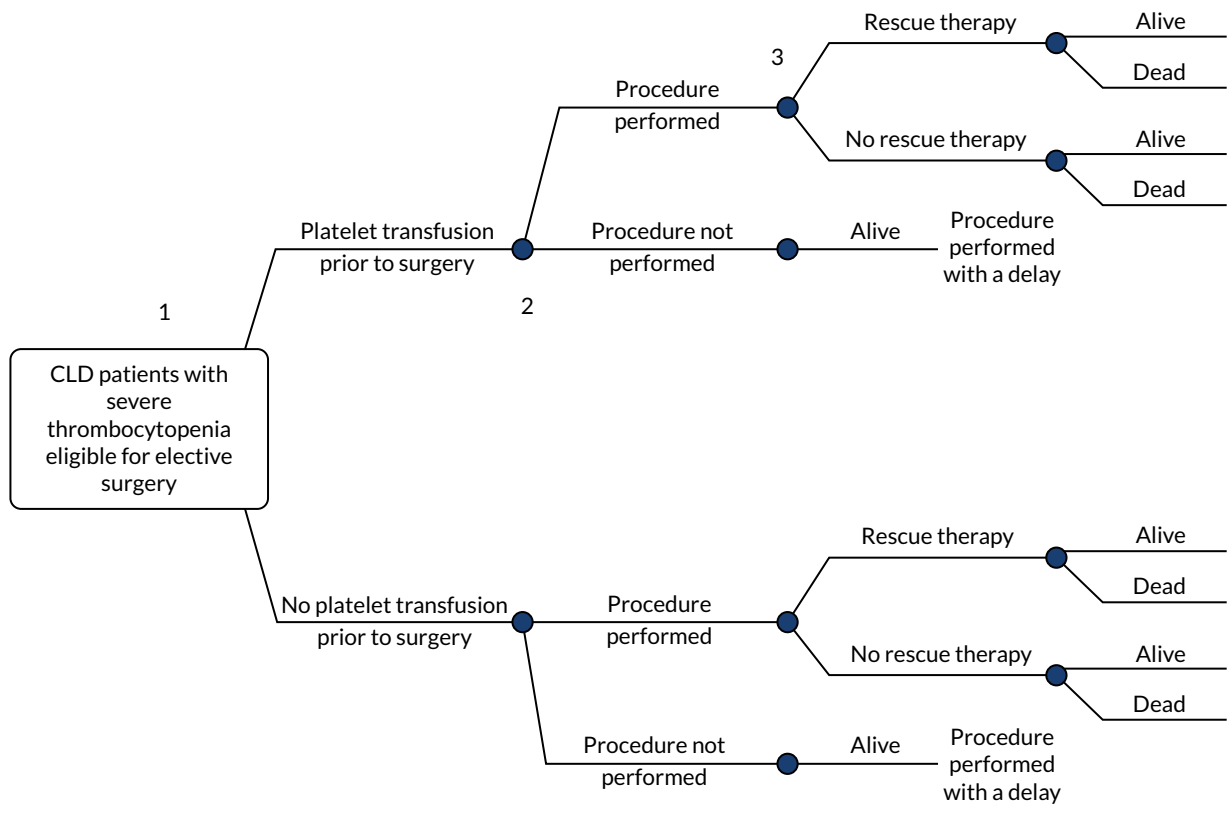 Rescue therapy
Alive
Dead
3
Procedure
performed
No rescue therapy
Alive
Dead
Platelet transfusion
prior to surgery
Procedure not
performed
Alive
Procedure
performed
with a delay
2
1
CLD patients with
severe
thrombocytopenia
eligible for elective
surgery
Rescue therapy
Alive
Dead
No platelet transfusion
prior to surgery
Procedure
performed
No rescue therapy
Alive
Dead
Procedure not
performed
Alive
Procedure
performed
with a delay